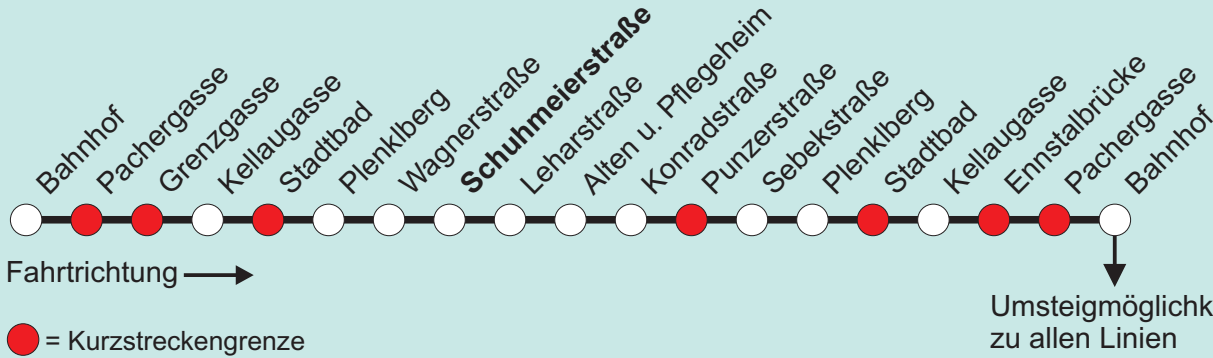 Bahnhof
Pachergasse
Grenzgasse
Kellaugasse
Stadtbad
Plenklberg
Wagnerstraße
Schuhmeierstraße
Leharstraße
Alten u. Pflegeheim
Konradstraße
Punzerstraße
Sebekstraße
Plenklberg
Stadtbad
Kellaugasse
Ennstalbrücke
Pachergasse
Bahnhof
Fahrtrichtung
Umsteigmöglichk
zu allen Linien
= Kurzstreckengrenze